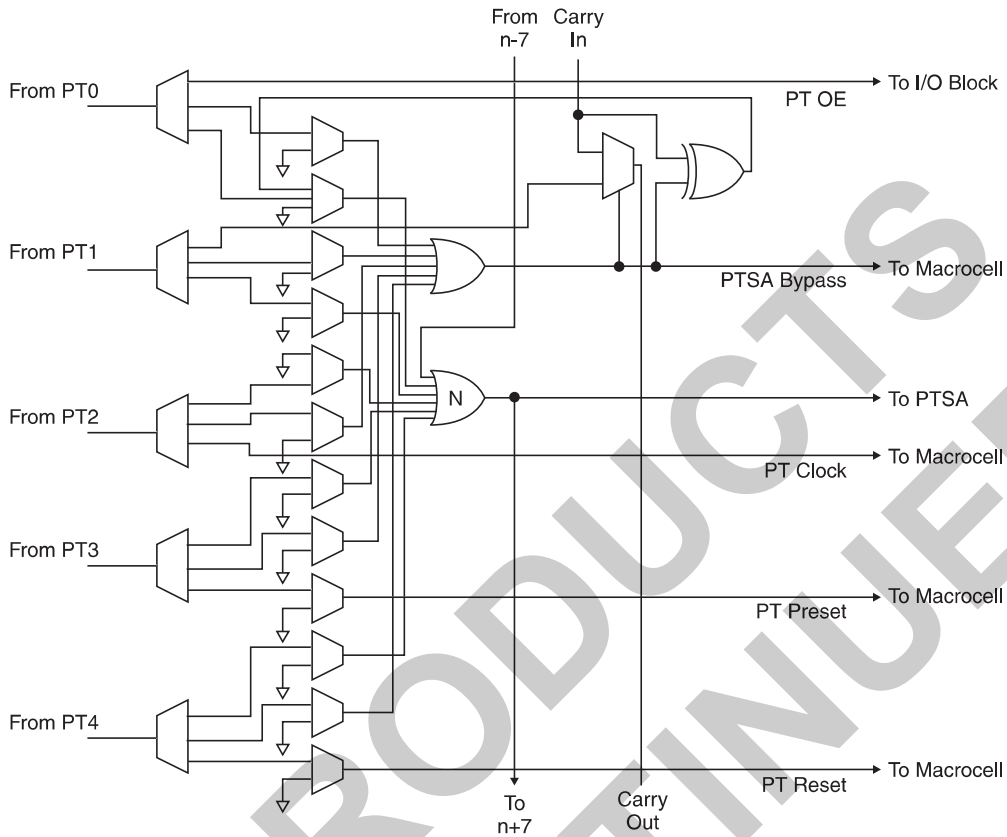 From
n-7
Carry
In
From PT0
To I/O Block
PT OE
From PT1
To Macrocell
PTSA Bypass
N
To PTSA
From PT2
To Macrocell
PT Clock
From PT3
To Macrocell
PT Preset
From PT4
To Macrocell
PT Reset
To
n+7
Carry
Out